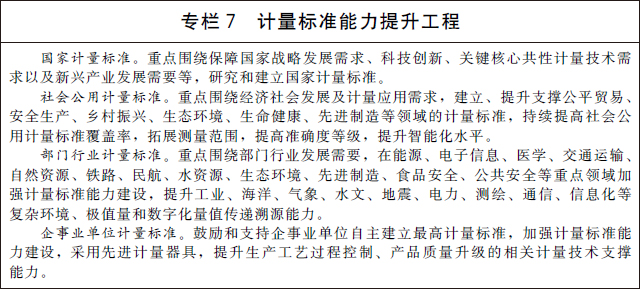 专栏 7 计量标准能力提升工程
国家计量标准。重点围绕保障国家战略发展需求、科技创新、关键核心共性计量技术需
求以及新兴产业发展需要等，研究和建立国家计量标准。
社会公用计量标准。重点围绕经济社会发展及计量应用需求，建立、提升支撑公平贸易、
安全生产、乡村振兴、生态环境、生命健康、先进制造等领域的计量标准，持续提高社会公
用计量标准覆盖率，拓展测量范围，提高准确度等级，提升智能化水平。
部门行业计量标准。重点围绕部门行业发展需要，在能源、电子信息、医学、交通运输、
自然资源、铁路、民航、水资源、生态环境、先进制造、食品安全、公共安全等重点领域加
强计量标准能力建设，提升工业、海洋、气象、水文、地震、电力、测绘、通信、信息化等
复杂环境、极值量和数字化量值传递溯源能力。
企事业单位计量标准。鼓励和支持企事业单位自主建立最高计量标准，加强计量标准能
力建设，采用先进计量器具，提升生产工艺过程控制、产品质量升级的相关计量技术支撑
能力。